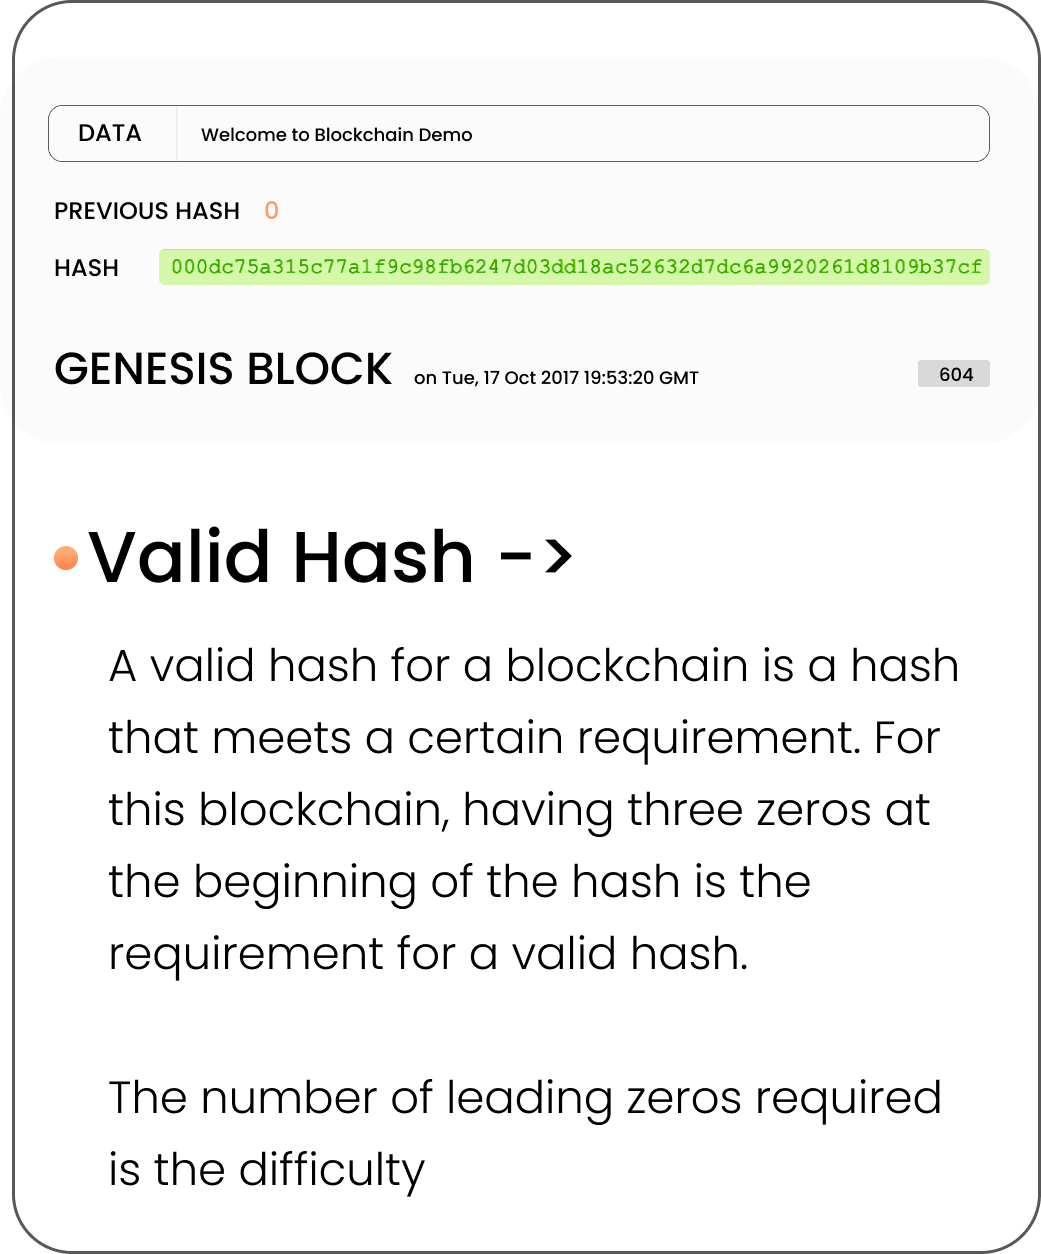 DATA Welcome to Blockchain Demo
PREVIOUS HASH 0
HASH 000dc75a315c77a1f9c98fb6247d03dd18ac52632d7dc6a9920261d8109b37cf
GENESIS BLOCK on Tue, 17 Oct 2017 19:53:20 GMT 604
Valid Hash ->
A valid hash for a blockchain is a hash
that meets a certain requirement. For
this blockchain, having three zeros at
the beginning of the hash is the
requirement for a valid hash.
The number of leading zeros required
is the difficulty